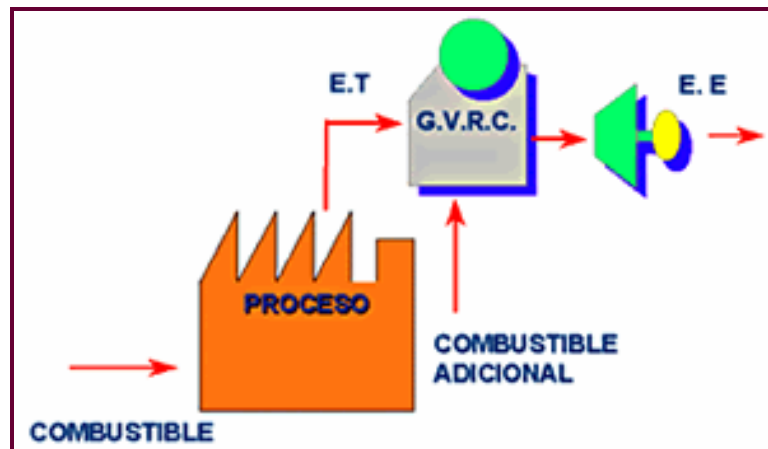 E.T
E. E
G.V.R.C.
PROCESO
COMBUSTIBLE
ADICIONAL
COMBUSTIBLE